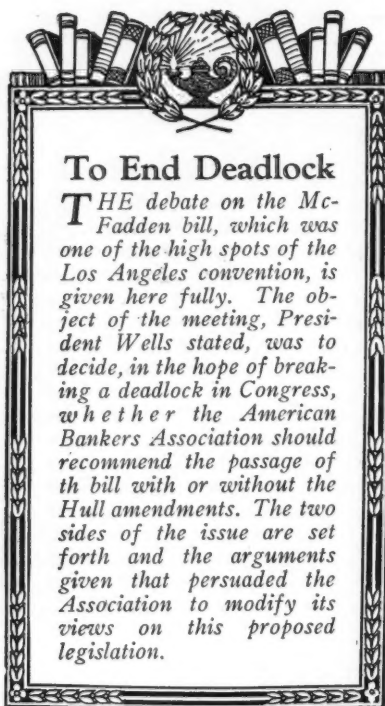 To End Deadlock
THE debate on the Mc-
Fadden bill, which was
one of the high spots of the
Los Angeles convention, is
given here fully. The ob-
ject of the meeting, Presi-
dent Wells stated, was to
decide, in the hope of break-
ing a deadlock in Congress,
whether the American
Bankers Association should
recommend the passage of
th bill with or without the
Hull amendments. The two
sides of the issue are set
forth and the arguments
given that persuaded the
Association to modify its
views on this proposed
legislation.